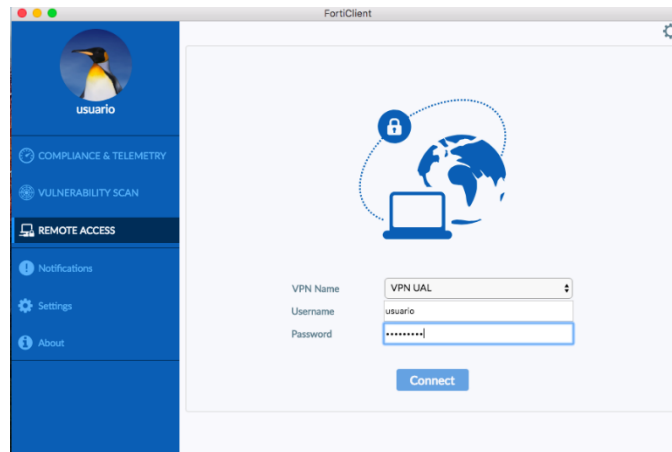 FortiClient
usuario
COMPLIANCE & TELEMETRY
VULNERABILITY SCAN
REMOTE ACCESS
Notifications
Settings
About
VPN Name VPN UAL
Username usuario
Password •••••••••
Connect